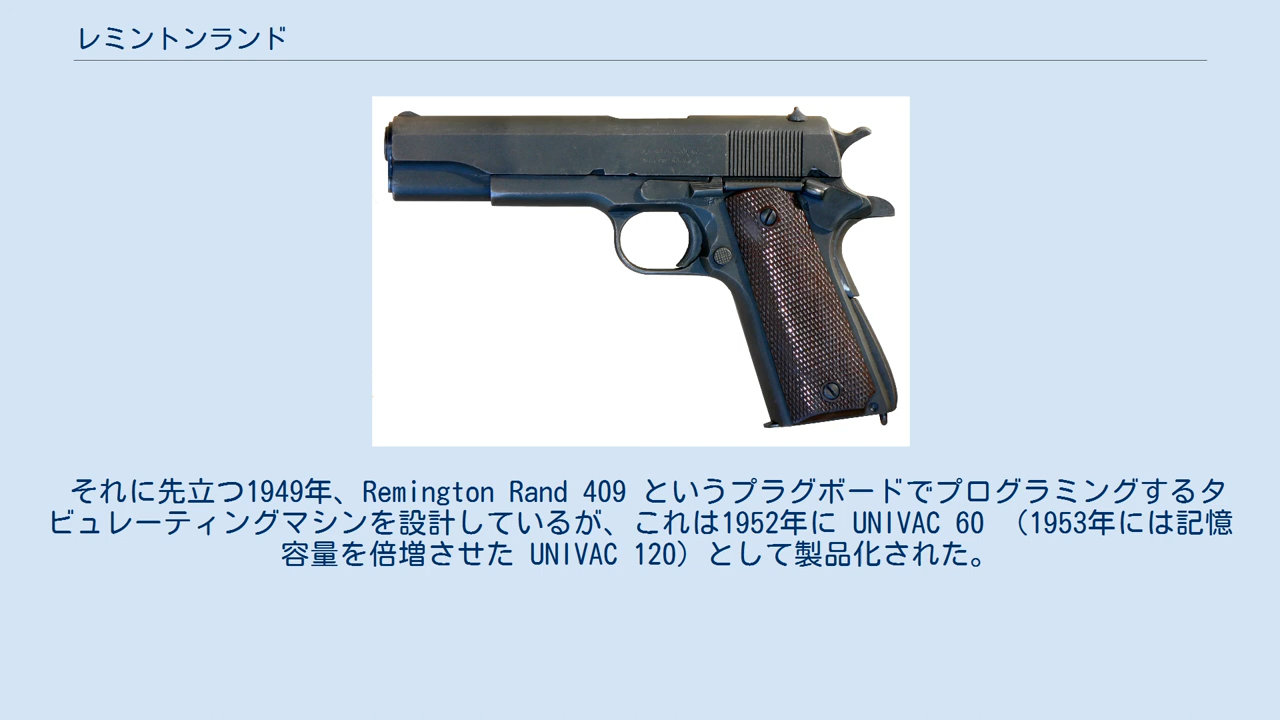 レミントンランド
それに先立つ1949年、Remington Rand 409 というプラグボードでプログラミングするタ
ビュレーティングマシンを設計しているが、これは1952年に UNIVAC 60 （1953年には記憶
容量を倍増させた UNIVAC 120）として製品化された。